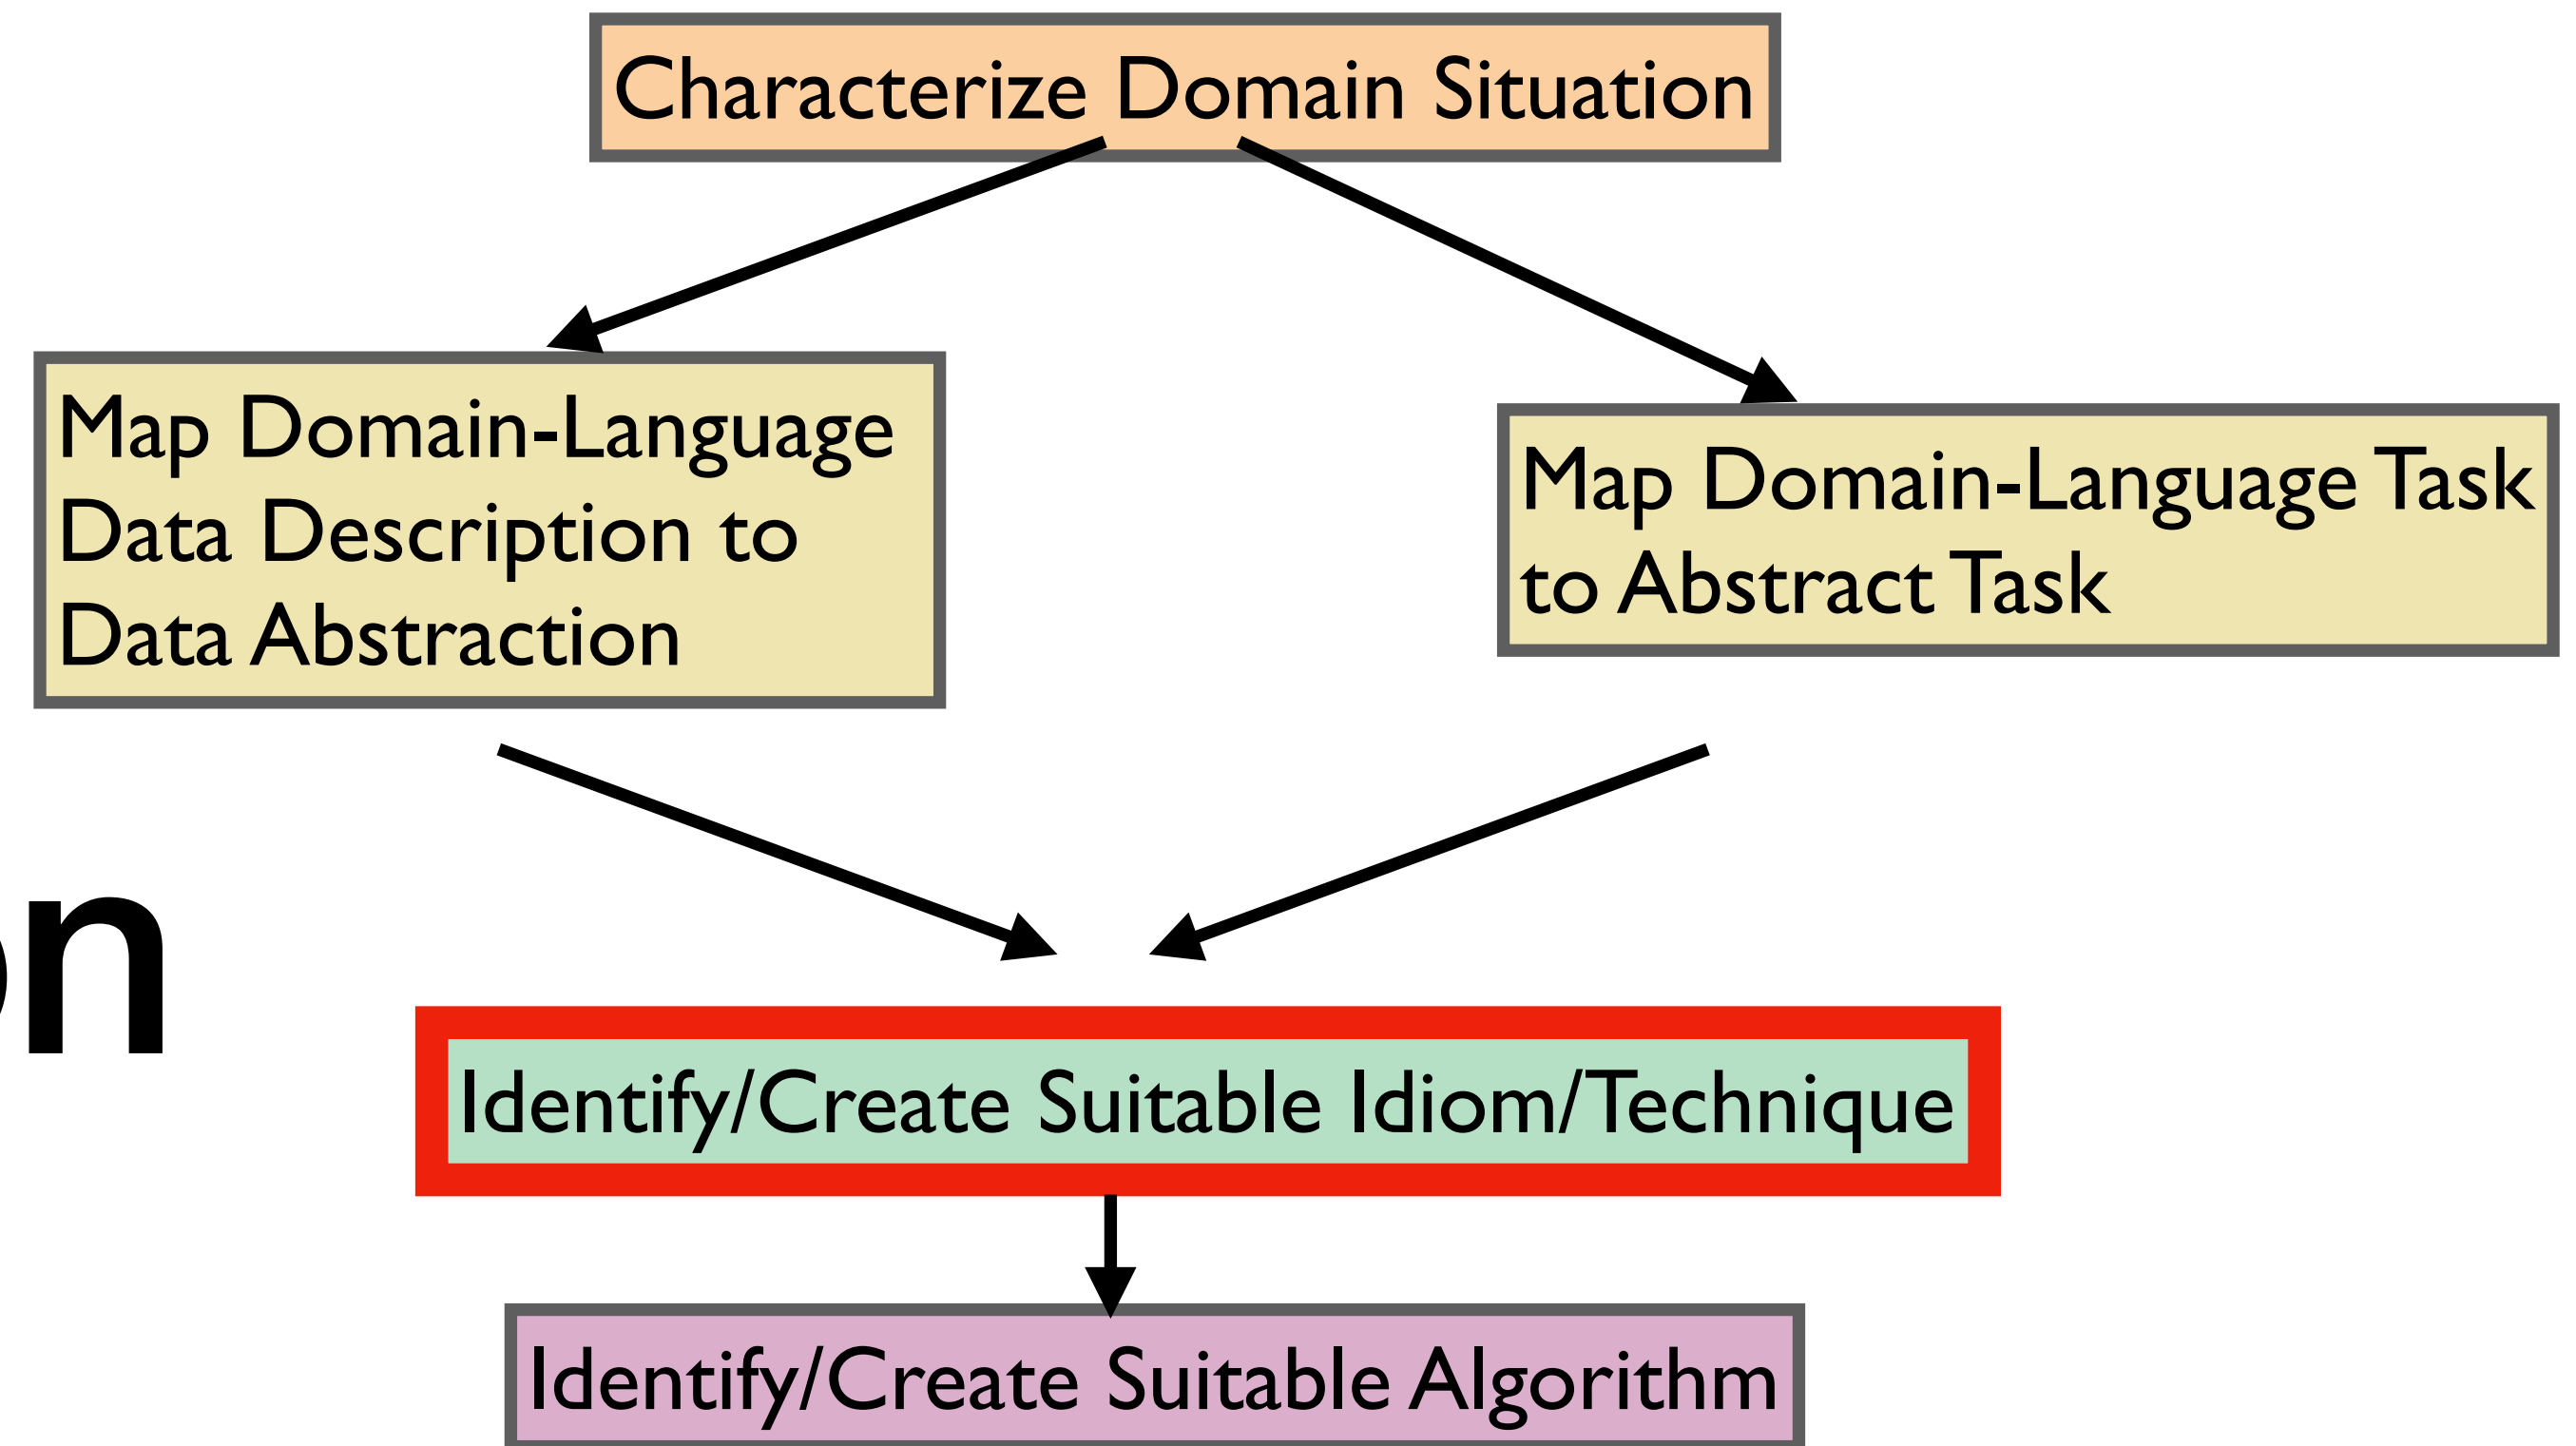 Characterize Domain Situation
Map Domain-Language
Data Description to
Data Abstraction
Map Domain-Language Task
to Abstract Task
Identify/Create Suitable Idiom/Technique
Identify/Create Suitable Algorithm